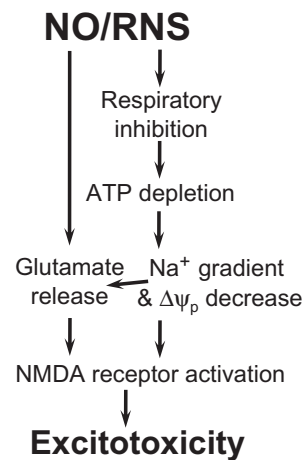 NO/RNS
Respiratory
inhibition
ATP depletion
Glutamate
release
Na⁺ gradient
& Δψₚ decrease
NMDA receptor activation
Excitotoxicity